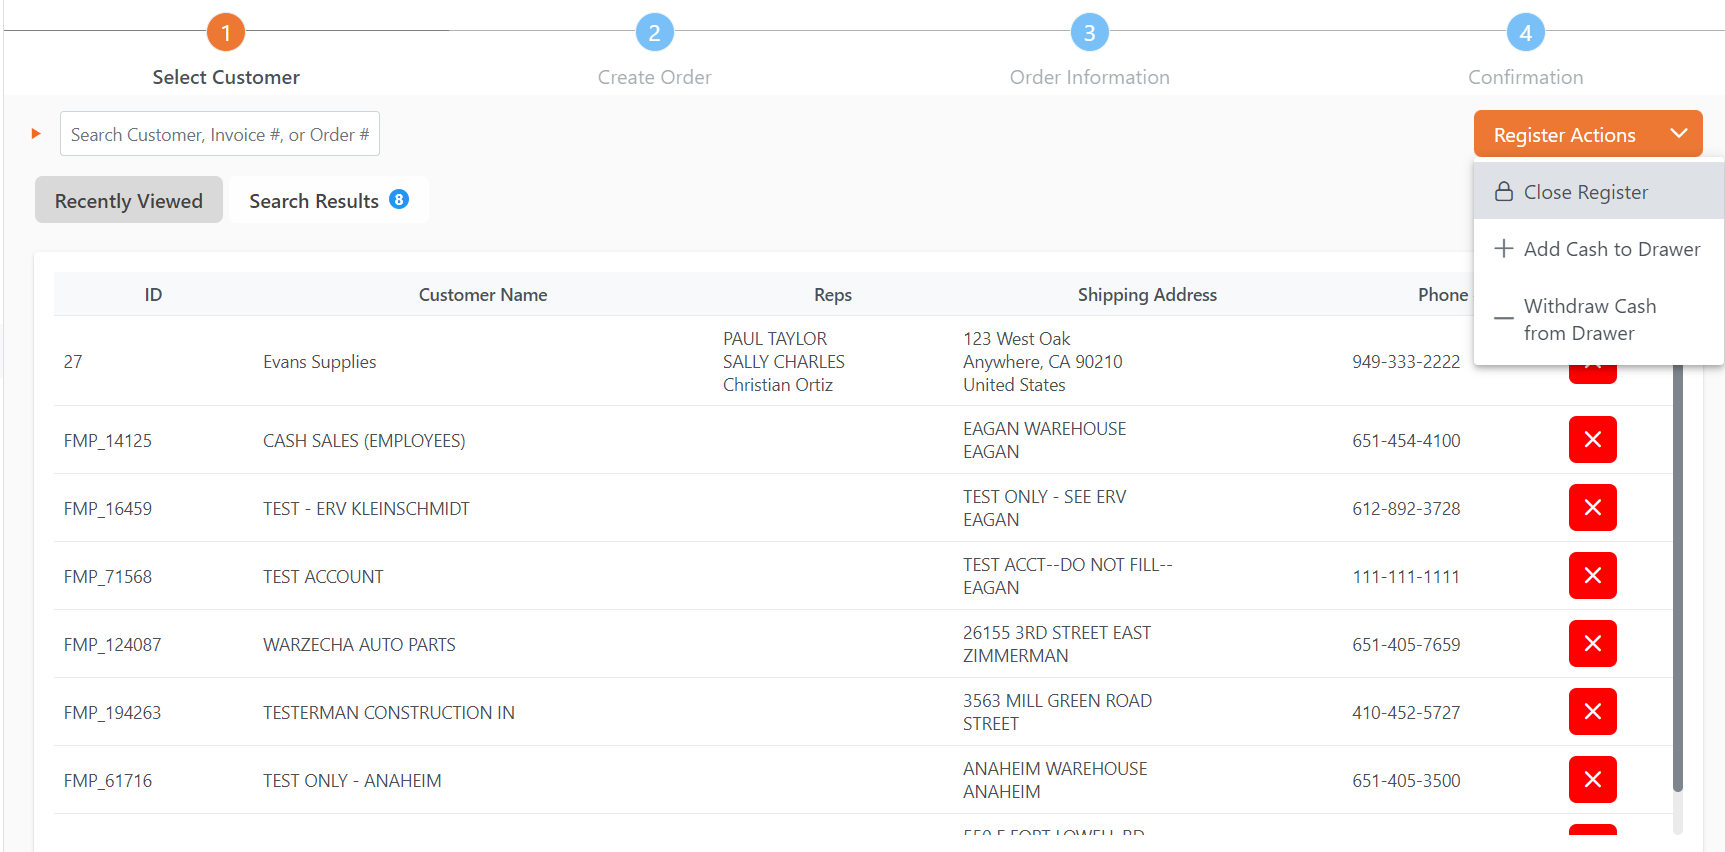 1
2
3
4
Select Customer
Create Order
Order Information
Confirmation
Search Customer, Invoice #, or Order #
Register Actions
Close Register
Add Cash to Drawer
Withdraw Cash
from Drawer
Recently Viewed
Search Results 8
ID Customer Name Reps Shipping Address Phone
27 Evans Supplies
PAUL TAYLOR
SALLY CHARLES
Christian Ortiz
123 West Oak
Anywhere, CA 90210
United States
949-333-2222
FMP_14125 CASH SALES (EMPLOYEES)
EAGAN WAREHOUSE
EAGAN
651-454-4100
FMP_16459 TEST - ERV KLEINSCHMIDT
TEST ONLY - SEE ERV
EAGAN
612-892-3728
FMP_71568 TEST ACCOUNT
TEST ACCT--DO NOT FILL--
EAGAN
111-111-1111
FMP_124087 WARZECHA AUTO PARTS
26155 3RD STREET EAST
ZIMMERMAN
651-405-7659
FMP_194263 TESTERMAN CONSTRUCTION IN
3563 MILL GREEN ROAD
STREET
410-452-5727
FMP_61716 TEST ONLY - ANAHEIM
ANAHEIM WAREHOUSE
ANAHEIM
651-405-3500